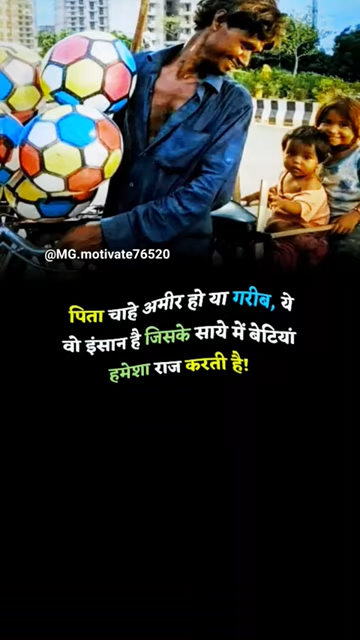 @MG.motivate76520
पिता चाहे अमीर हो या गरीब, ये
वो इंसान है जिसके साये में बेटियां
हमेशा राज करती है!